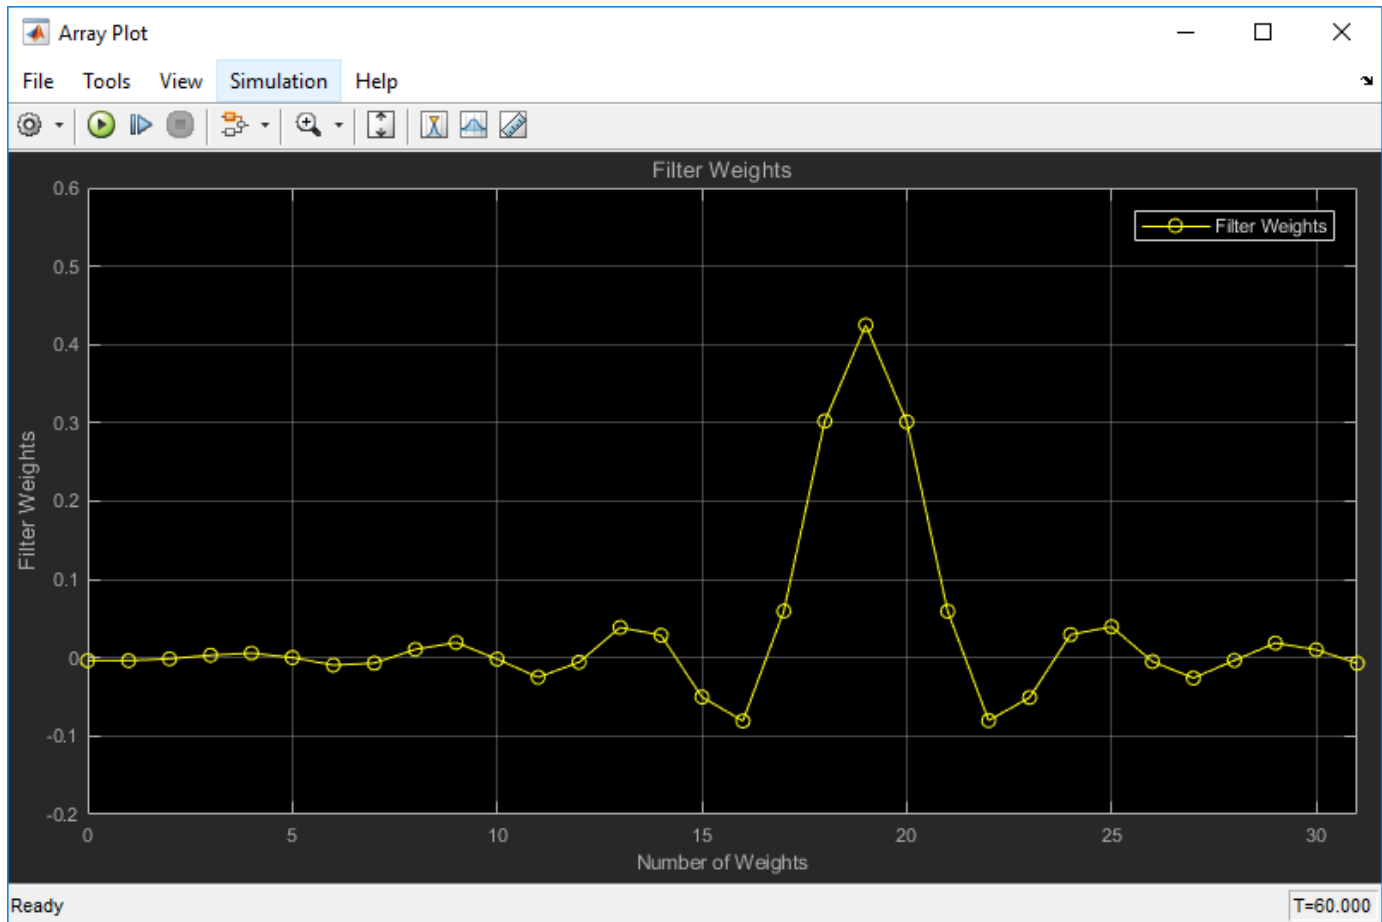 Array Plot
File Tools View Simulation Help
Filter Weights
Filter Weights
0.6
0.5
0.4
0.3
0.2
0.1
0
-0.1
-0.2
Filter Weights
0 5 10 15 20 25 30
Number of Weights
Ready T=60.000